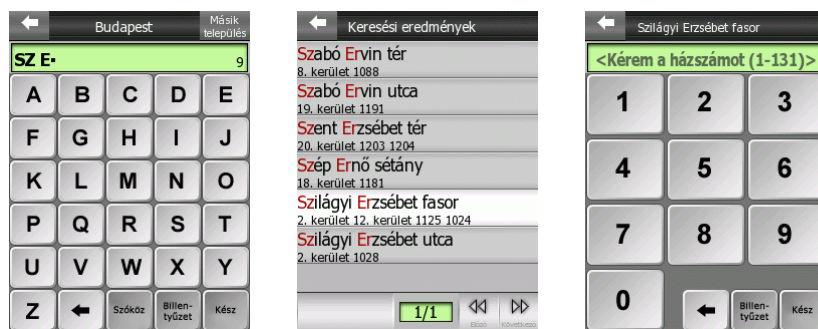 Budapest
Másik
település
SZ E
9
A B C D E
F G H I J
K L M N O
P Q R S T
U V W X Y
Z Szóköz Billen-
tyűzet Kész
Keresési eredmények
Szabó Ervin tér
8. kerület 1088
Szabó Ervin utca
19. kerület 1191
Szent Erzsébet tér
20. kerület 1203 1204
Szép Ernő sétány
18. kerület 1181
Szilágyi Erzsébet fasor
2. kerület 12. kerület 1125 1024
Szilágyi Erzsébet utca
2. kerület 1028
1/1
Előző Következő
Szilágyi Erzsébet fasor
<Kérem a házszámot (1-131)>
1 2 3
4 5 6
7 8 9
0 Billen-
tyűzet Kész